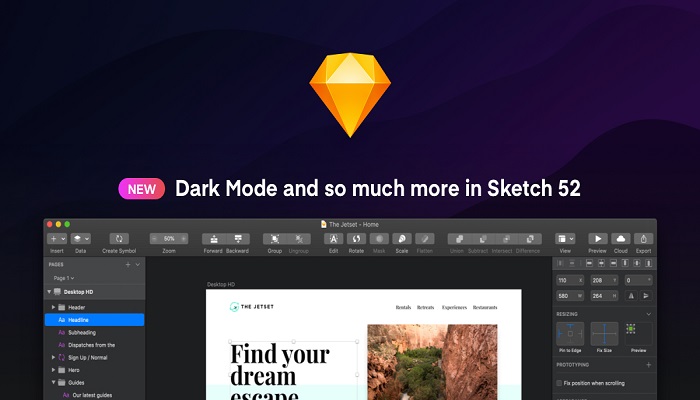 NEW Dark Mode and so much more in Sketch 52
The Jetset - Home
Insert Data Create Symbol 50% Zoom Forward Backward Group Ungroup Edit Rotate Mask Scale Flatten Union Subtract Intersect Difference View Preview Cloud Export
PAGES
Page 1
Desktop HD
Header
Headline
Subheading
Dispatches from the
Sign Up / Normal
Hero
Guides
Our latest guides
Desktop HD
THE JETSET
Rentals Retreats Experiences Restaurants
Find your
dream
escape
110 208 0
580 264
RESIZING
Pin to Edge Fix Size Preview
PROTOTYPING
Fix position when scrolling